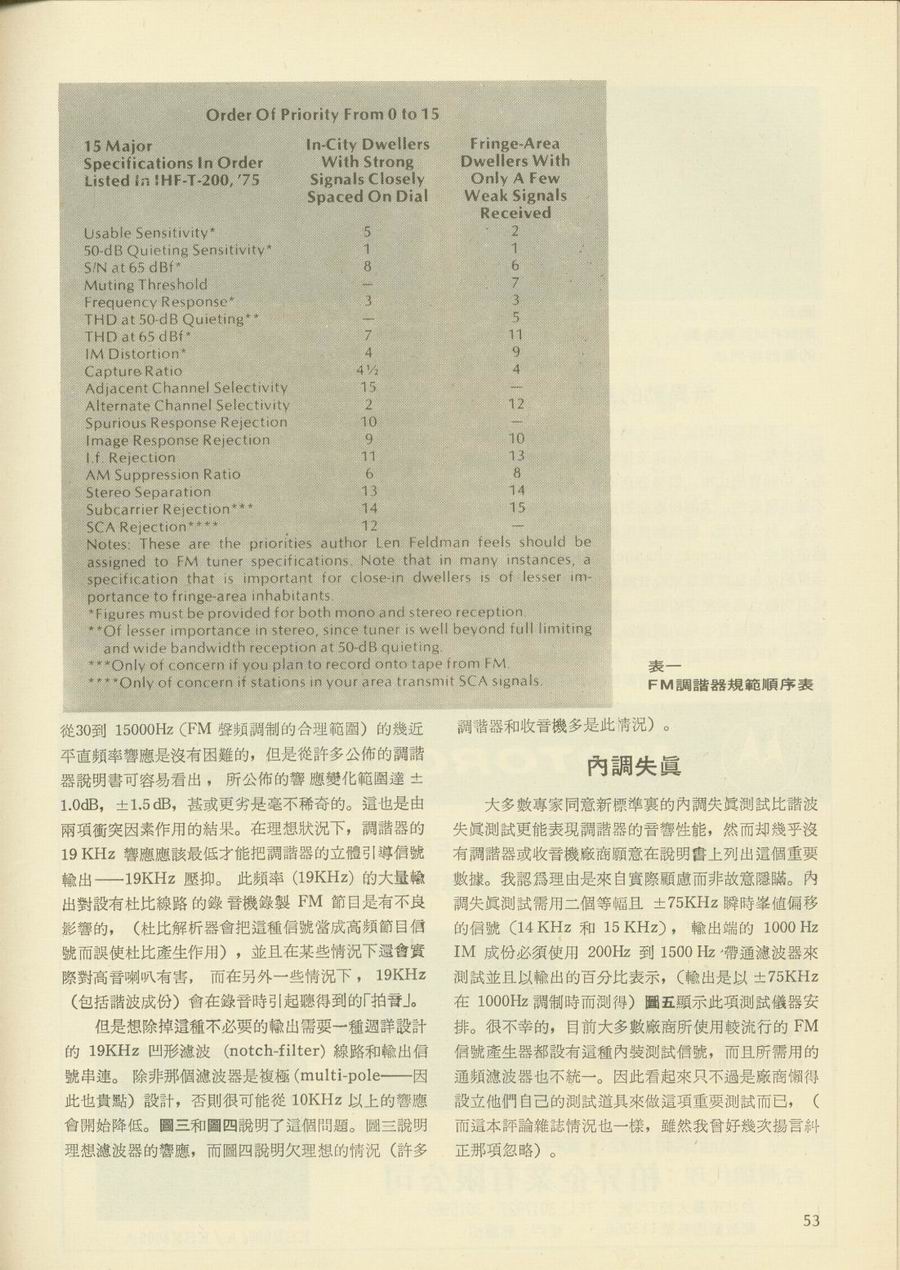 Order Of Priority From 0 to 15
15 Major Specifications In Order Listed In IHF-T-200, '75
In-City Dwellers With Strong Signals Closely Spaced On Dial
Fringe-Area Dwellers With Only A Few Weak Signals Received
Usable Sensitivity* 5 2
50-dB Quieting Sensitivity* 1 1
S/N at 65 dBf* 8 6
Muting Threshold — 7
Frequency Response* 3 3
THD at 50-dB Quieting** — 5
THD at 65 dBf* 7 11
IM Distortion* 4 9
Capture Ratio 4½ 4
Adjacent Channel Selectivity 15 —
Alternate Channel Selectivity 2 12
Spurious Response Rejection 10 —
Image Response Rejection 9 10
I.f. Rejection 11 13
AM Suppression Ratio 6 8
Stereo Separation 13 14
Subcarrier Rejection*** 14 15
SCA Rejection**** 12 —
Notes: These are the priorities author Len Feldman feels should be
assigned to FM tuner specifications. Note that in many instances, a
specification that is important for close-in dwellers is of lesser im-
portance to fringe-area inhabitants.
*Figures must be provided for both mono and stereo reception.
**Of lesser importance in stereo, since tuner is well beyond full limiting
and wide bandwidth reception at 50-dB quieting.
***Only of concern if you plan to record onto tape from FM.
****Only of concern if stations in your area transmit SCA signals.
表一
FM調諧器規範順序表
從30到 15000Hz (FM 聲頻調制的合理範圍) 的幾近
平直頻率響應是沒有困難的，但是從許多公佈的調諧
器說明書可容易看出，所公佈的響應變化範圍達 ±
1.0dB，±1.5dB，甚或更劣是毫不稀奇的。這也是由
兩項衝突因素作用的結果。在理想狀況下，調諧器的
19 KHz 響應應該最低才能把調諧器的立體引導信號
輸出——19KHz 壓抑。此頻率 (19KHz) 的大量輸
出對設有杜比線路的錄音機錄製 FM 節目是有不良
影響的，（杜比解析器會把這種信號當成高頻節目信
號而誤使杜比產生作用），並且在某些情況下還會實
際對高音喇叭有害，而在另外一些情況下，19KHz
（包括諧波成份）會在錄音時引起聽得到的「拍音」。
但是想除掉這種不必要的輸出需要一種週詳設計
的 19KHz 凹形濾波 (notch-filter) 線路和輸出信
號串連。除非那個濾波器是複極 (multi-pole——因
此也貴點) 設計，否則很可能從 10KHz 以上的響應
會開始降低。圖三和圖四說明了這個問題。圖三說明
理想濾波器的響應，而圖四說明欠理想的情況（許多
調諧器和收音機多是此情況）。
內調失眞
大多數專家同意新標準裏的內調失眞測試比諧波
失眞測試更能表現調諧器的音響性能，然而却幾乎沒
有調諧器或收音機廠商願意在說明書上列出這個重要
數據。我認爲理由是來自實際顧慮而非故意隱瞞。內
調失眞測試需用二個等幅且 ±75KHz 瞬時峯値偏移
的信號 (14 KHz 和 15 KHz)，輸出端的 1000 Hz
IM 成份必須使用 200Hz 到 1500 Hz 帶通濾波器來
測試並且以輸出的百分比表示，（輸出是以 ±75KHz
在 1000Hz 調制時而測得）圖五顯示此項測試儀器安
排。很不幸的，目前大多數廠商所使用較流行的 FM
信號產生器都設有這種內裝測試信號，而且所需用的
通頻濾波器也不統一。因此看起來只不過是廠商懶得
設立他們自己的測試道具來做這項重要測試而已，（
而這本評論雜誌情況也一樣，雖然我曾好幾次揚言糾
正那項忽略）。
53